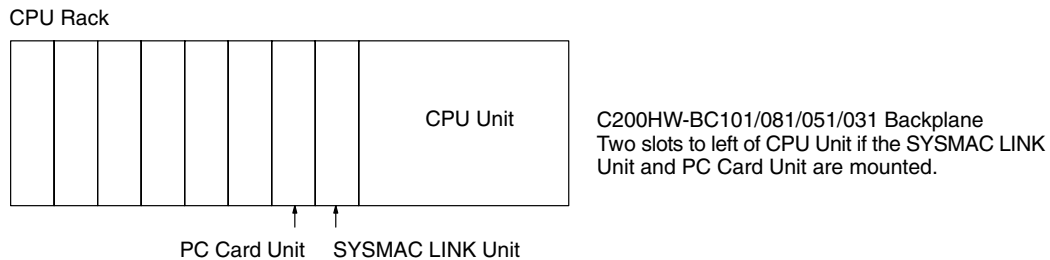 CPU Rack
CPU Unit
C200HW-BC101/081/051/031 Backplane
Two slots to left of CPU Unit if the SYSMAC LINK
Unit and PC Card Unit are mounted.
PC Card Unit
SYSMAC LINK Unit